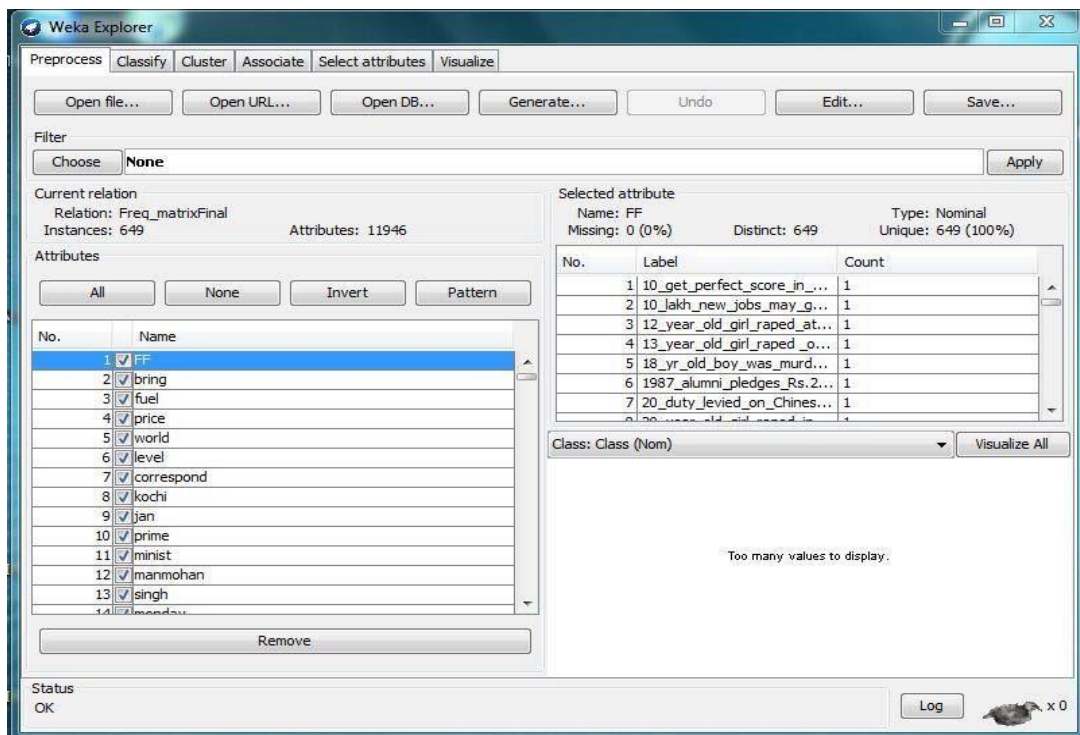 Weka Explorer
Preprocess Classify Cluster Associate Select attributes Visualize
Open file... Open URL... Open DB... Generate... Undo Edit... Save...
Filter
Choose None Apply
Current relation
Relation: Freq_matrixFinal
Instances: 649 Attributes: 11946
Attributes
All None Invert Pattern
No. Name
1 FF
2 bring
3 fuel
4 price
5 world
6 level
7 correspond
8 kochi
9 jan
10 prime
11 minist
12 manmohan
13 singh
14 monday
Remove
Selected attribute
Name: FF Type: Nominal
Missing: 0 (0%) Distinct: 649 Unique: 649 (100%)
No. Label Count
1 10_get_perfect_score_in_... 1
2 10_lakh_new_jobs_may_g... 1
3 12_year_old_girl_raped_at... 1
4 13_year_old_girl_raped _o... 1
5 18_yr_old_boy_was_murd... 1
6 1987_alumni_pledges_Rs.2... 1
7 20_duty_levied_on_Chines... 1
Class: Class (Nom) Visualize All
Too many values to display.
Status
OK
Log x 0